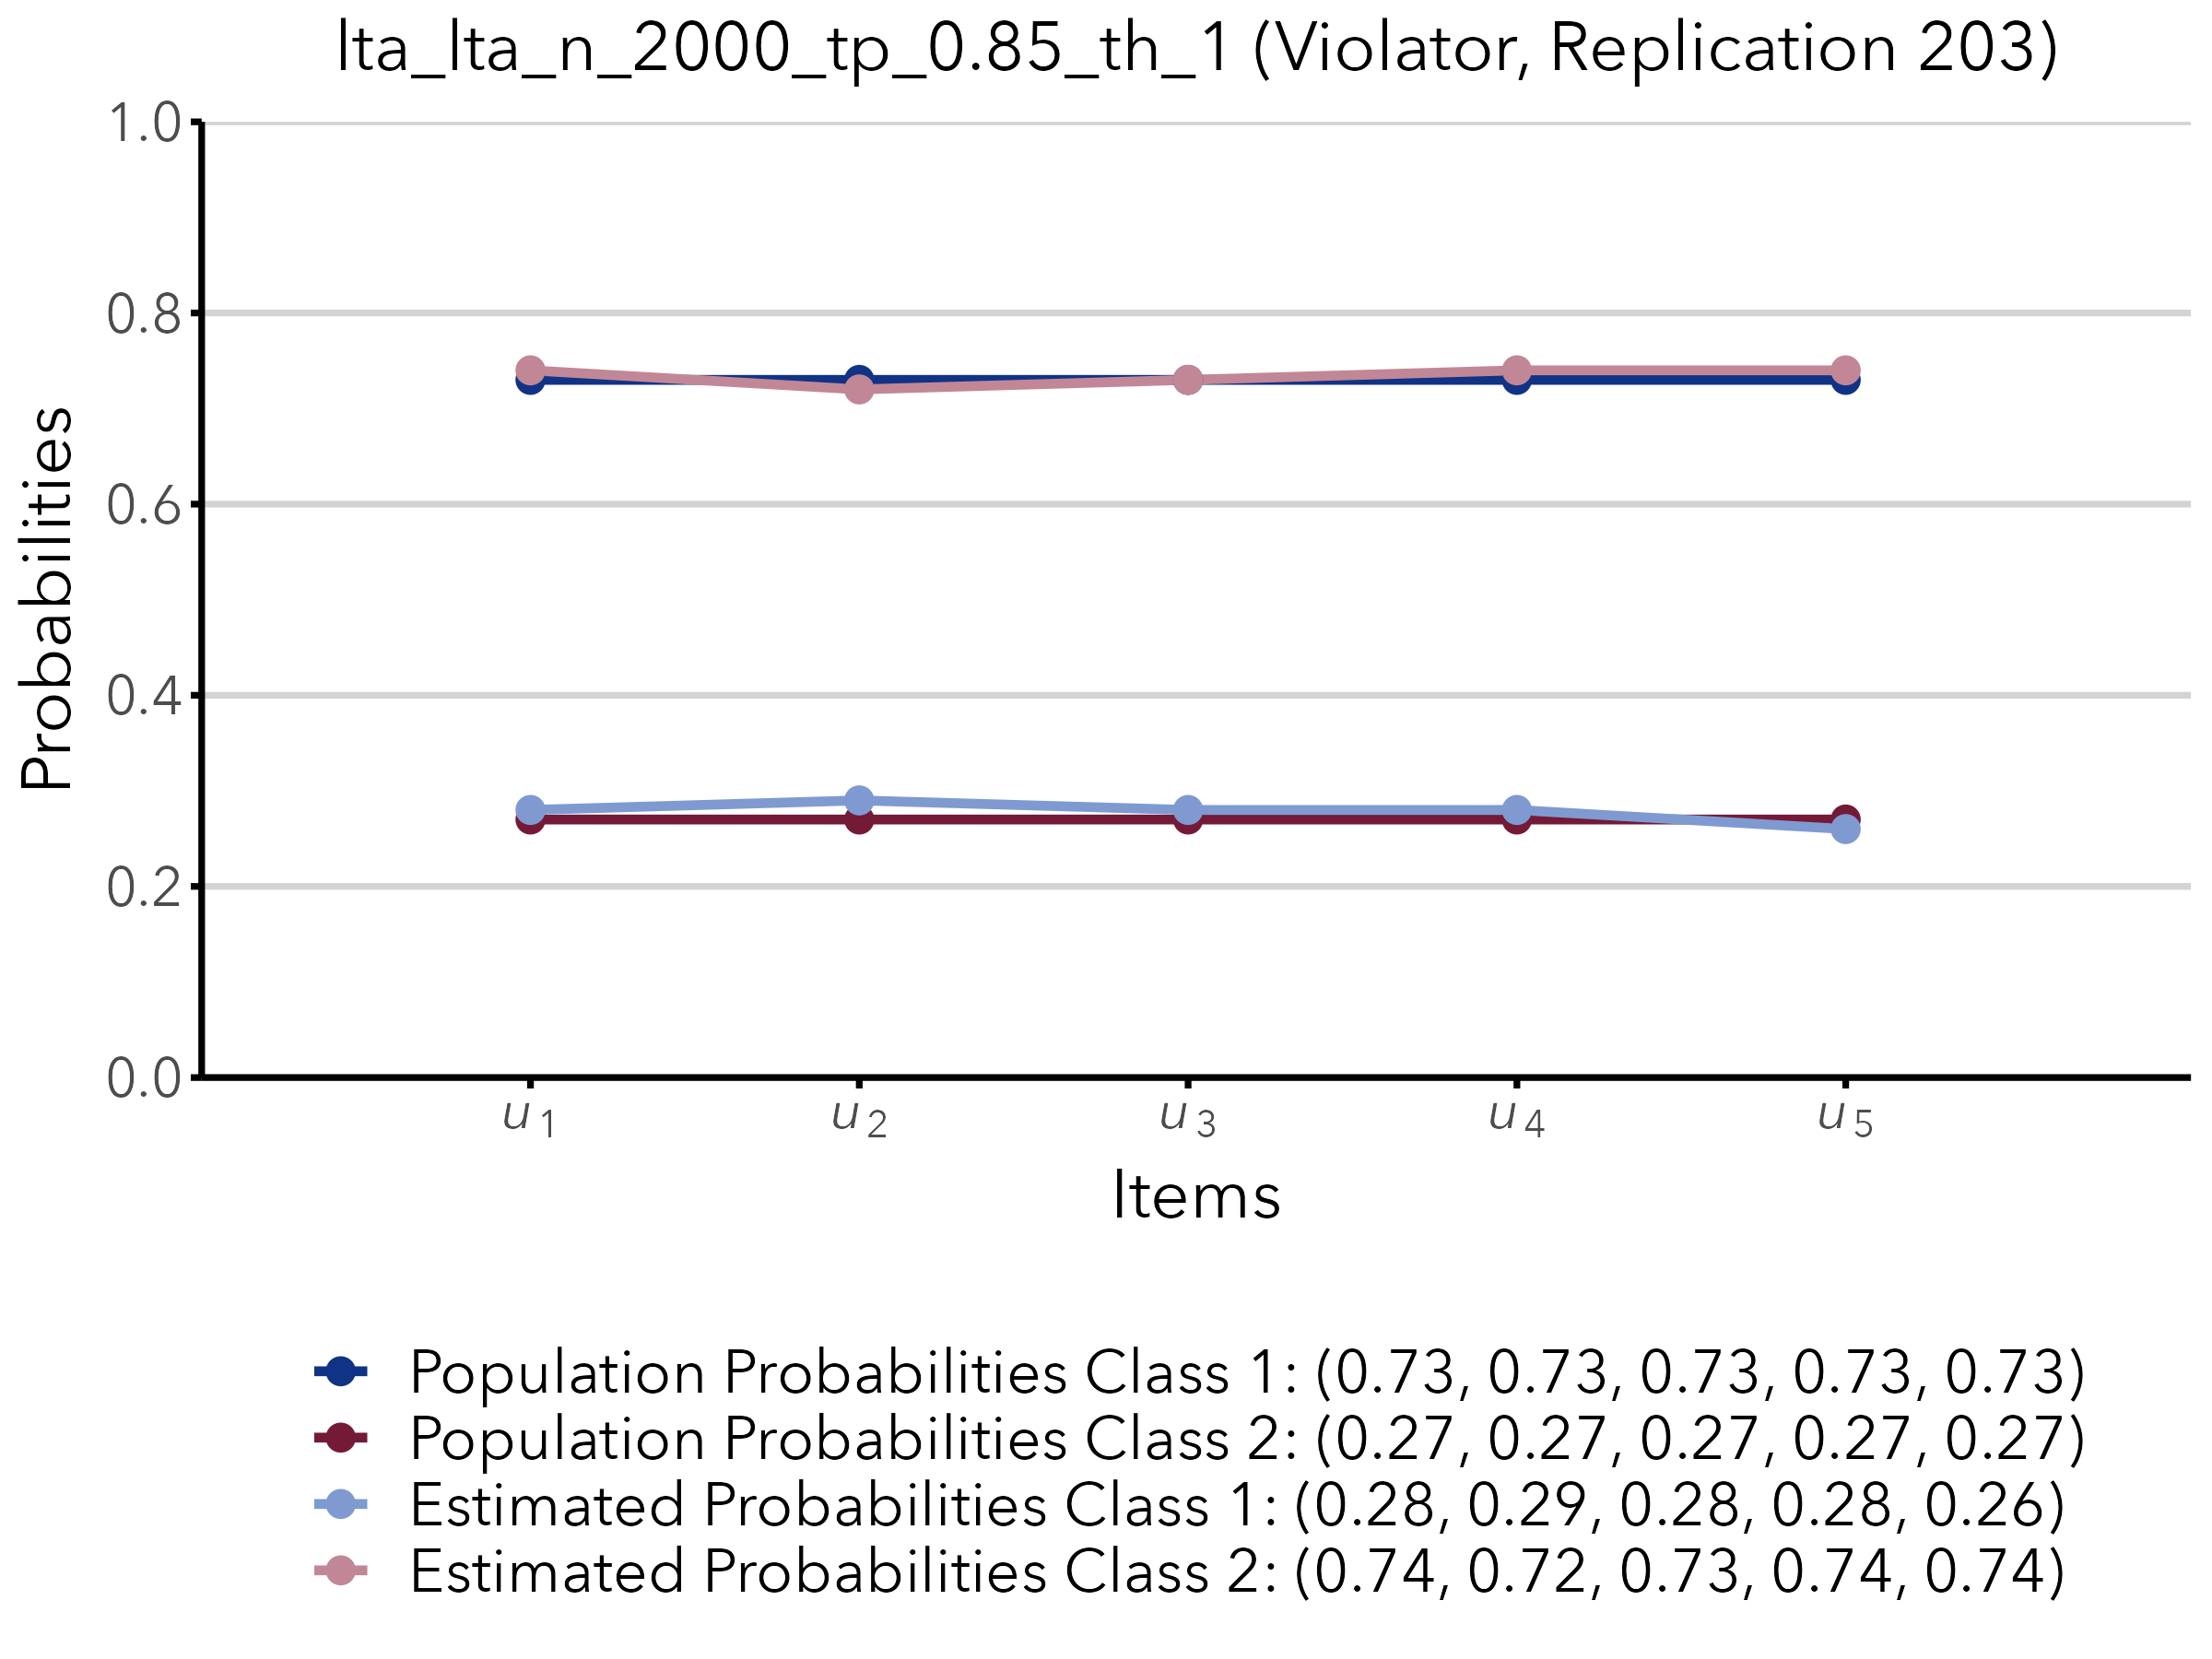 lta_lta_n_2000_tp_0.85_th_1 (Violator, Replication 203)
1.0
0.8
0.6
0.4
0.2
0.0
Probabilities
u1 u2 u3 u4 u5
Items
Population Probabilities Class 1: (0.73, 0.73, 0.73, 0.73, 0.73)
Population Probabilities Class 2: (0.27, 0.27, 0.27, 0.27, 0.27)
Estimated Probabilities Class 1: (0.28, 0.29, 0.28, 0.28, 0.26)
Estimated Probabilities Class 2: (0.74, 0.72, 0.73, 0.74, 0.74)